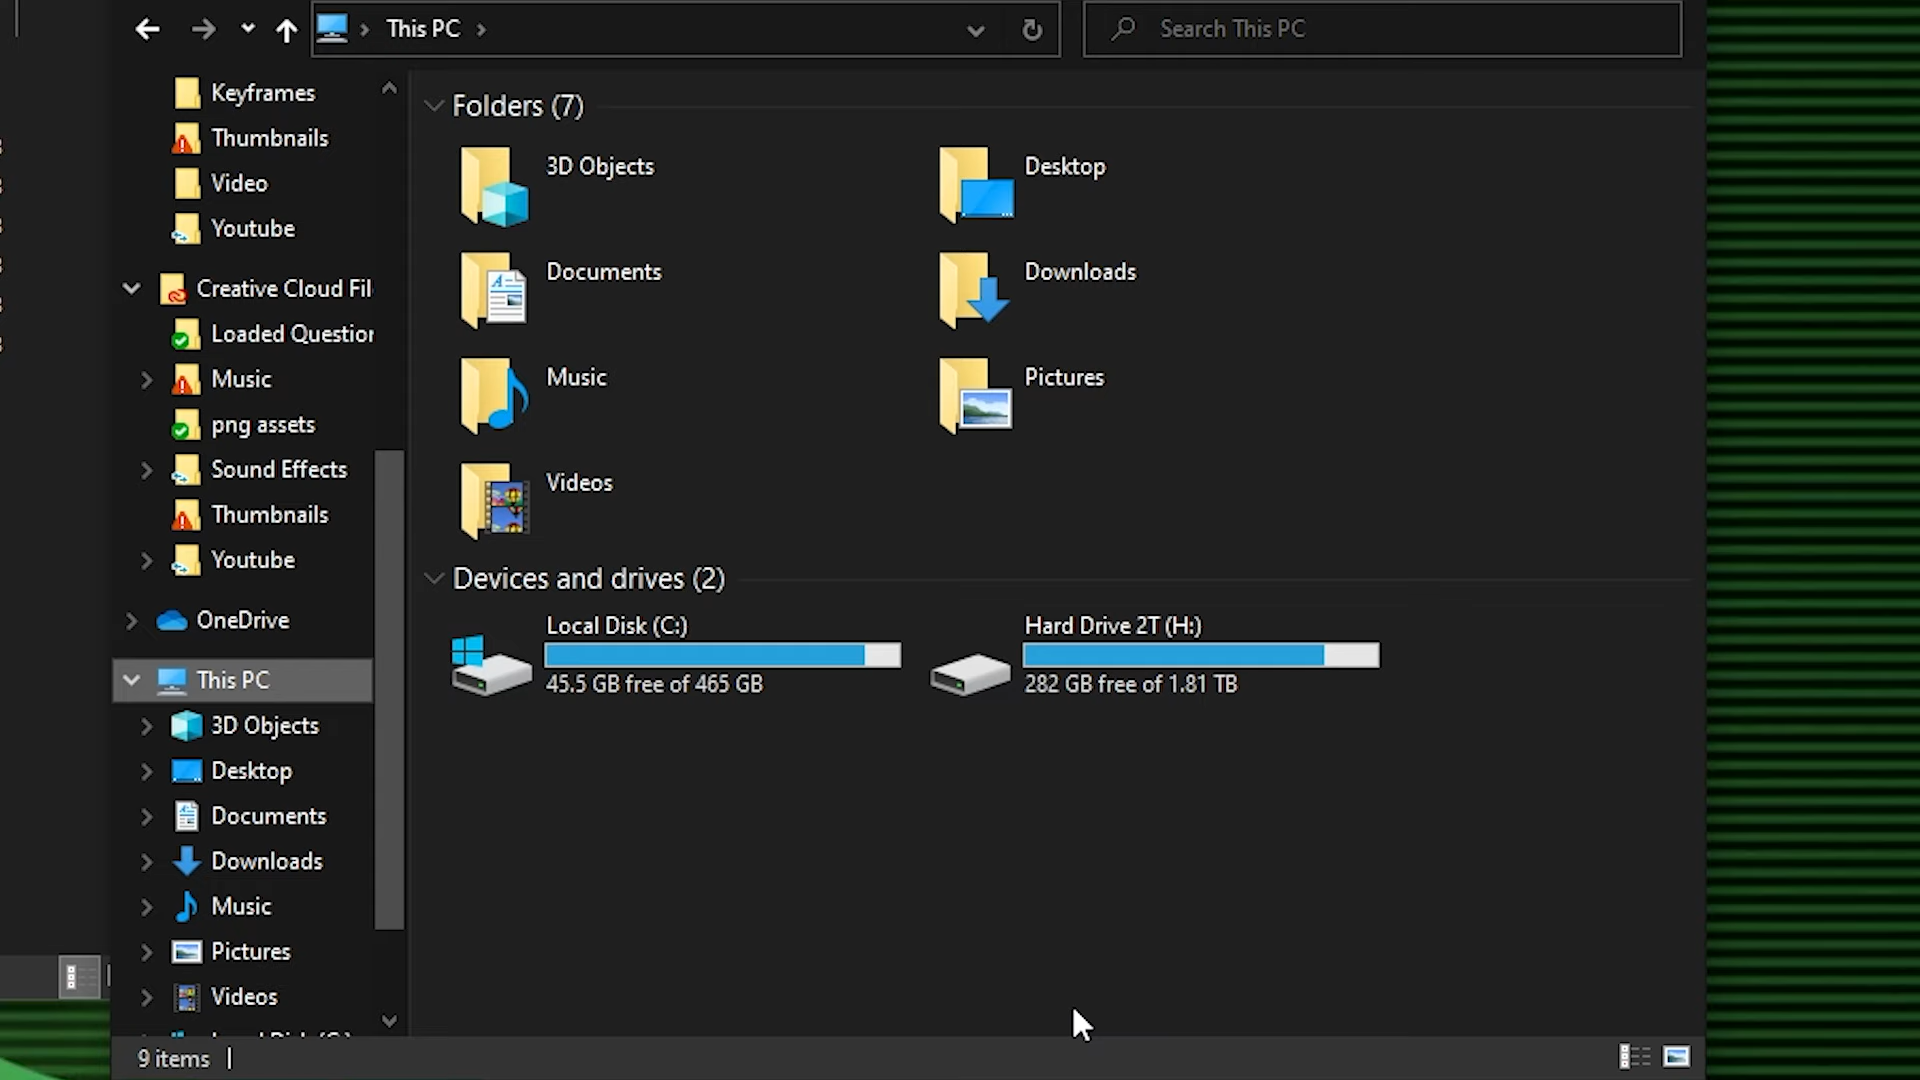 This PC
Search This PC
Keyframes
Thumbnails
Video
Youtube
Creative Cloud Fil
Loaded Question
Music
png assets
Sound Effects
Thumbnails
Youtube
OneDrive
This PC
3D Objects
Desktop
Documents
Downloads
Music
Pictures
Videos
Folders (7)
3D Objects
Desktop
Documents
Downloads
Music
Pictures
Videos
Devices and drives (2)
Local Disk (C:)
45.5 GB free of 465 GB
Hard Drive 2T (H:)
282 GB free of 1.81 TB
9 items